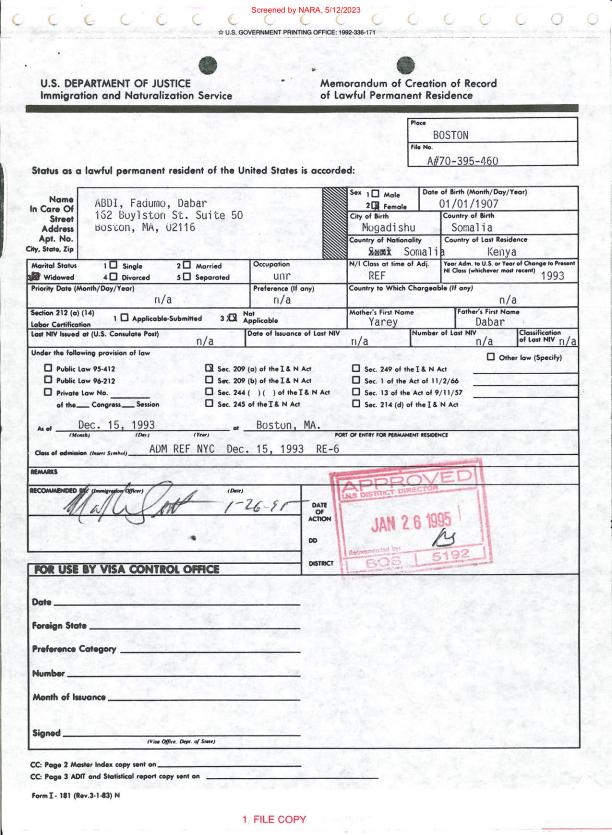 Screened by NARA, 5/12/2023
☆ U.S. GOVERNMENT PRINTING OFFICE: 1992-336-171
U.S. DEPARTMENT OF JUSTICE
Immigration and Naturalization Service
Memorandum of Creation of Record
of Lawful Permanent Residence
Place
BOSTON
File No.
A#70-395-460
Status as a lawful permanent resident of the United States is accorded:
Name
In Care Of
Street
Address
Apt. No.
City, State, Zip
ABDI, Fadumo, Dabar
132 Boylston St. Suite 50
Boston, MA, 02116
Sex 1 ☐ Male
2 ☒ Female
Date of Birth (Month/Day/Year)
01/01/1907
City of Birth
Mogadishu
Country of Birth
Somalia
Country of Nationality
Somalia
Country of Last Residence
Kenya
Marital Status 1 ☐ Single 2 ☐ Married
3 ☒ Widowed 4 ☐ Divorced 5 ☐ Separated
Occupation
unr
N/I Class at time of Adj.
REF
Year Adm. to U.S. or Year of Change to Present
NI Class (whichever most recent) 1993
Priority Date (Month/Day/Year)
n/a
Preference (If any)
n/a
Country to Which Chargeable (If any)
n/a
Section 212 (a) (14)
Labor Certification
1 ☐ Applicable-Submitted 3 ☒ Not Applicable
Mother's First Name
Yarey
Father's First Name
Dabar
Last NIV Issued at (U.S. Consulate Post)
n/a
Date of Issuance of Last NIV
n/a
Number of Last NIV
n/a
Classification
of Last NIV n/a
Under the following provision of law
☐ Other law (Specify)
☐ Public Law 95-412
☒ Sec. 209 (a) of the I & N Act
☐ Sec. 249 of the I & N Act
☐ Public Law 96-212
☐ Sec. 209 (b) of the I & N Act
☐ Sec. 1 of the Act of 11/2/66
☐ Private Law No.
☐ Sec. 244 ( ) ( ) of the I & N Act
☐ Sec. 13 of the Act of 9/11/57
of the ___ Congress ___ Session
☐ Sec. 245 of the I & N Act
☐ Sec. 214 (d) of the I & N Act
As of Dec. 15, 1993 at Boston, MA.
(Month) (Day) (Year) PORT OF ENTRY FOR PERMANENT RESIDENCE
Class of admission (Insert Symbol) ADM REF NYC Dec. 15, 1993 RE-6
REMARKS
RECOMMENDED BY: (Immigration Officer) (Date)
1-26-95
DATE
OF
ACTION
DD
DISTRICT
APPROVED
U.S DISTRICT DIRECTOR
JAN 26 1995
Recommended by:
BOS 5192
FOR USE BY VISA CONTROL OFFICE
Date
Foreign State
Preference Category
Number
Month of Issuance
Signed
(Visa Office, Dept. of State)
CC: Page 2 Master Index copy sent on
CC: Page 3 ADIT and Statistical report copy sent on
Form I - 181 (Rev.3-1-83) N
1. FILE COPY